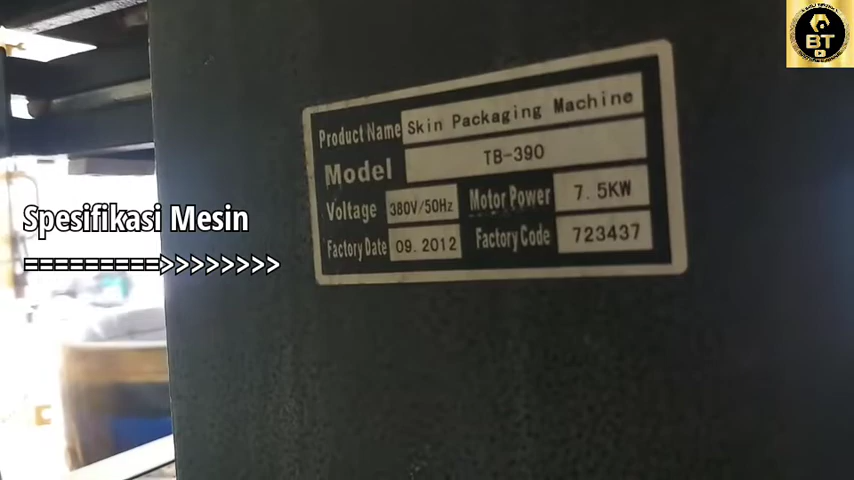 BT
Product Name Skin Packaging Machine
Model TB-390
Voltage 380V/50Hz Motor Power 7.5KW
Factory Date 09.2012 Factory Code 723437
Spesifikasi Mesin
==========>>>>>>>>